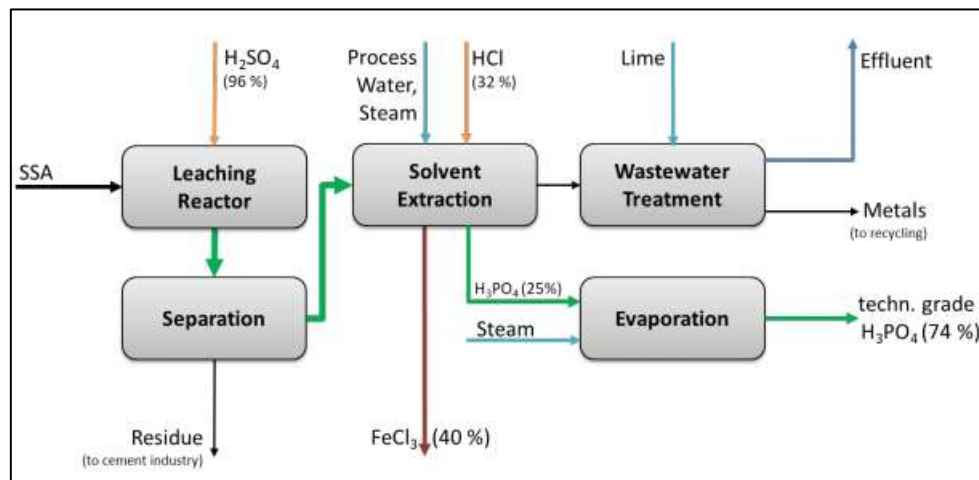 H₂SO₄
(96 %)
Process
Water,
Steam
HCl
(32 %)
Lime
Effluent
SSA
Leaching
Reactor
Solvent
Extraction
Wastewater
Treatment
Metals
(to recycling)
Separation
H₃PO₄ (25%)
Steam
Evaporation
techn. grade
H₃PO₄ (74 %)
Residue
(to cement industry)
FeCl₃ (40 %)